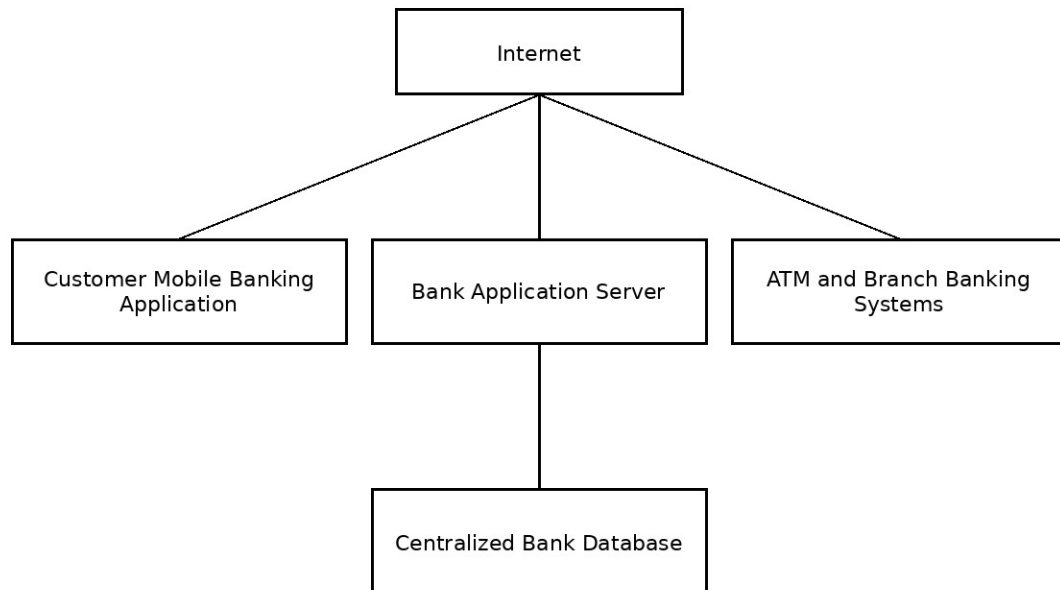 Internet
Customer Mobile Banking
Application
Bank Application Server
ATM and Branch Banking
Systems
Centralized Bank Database